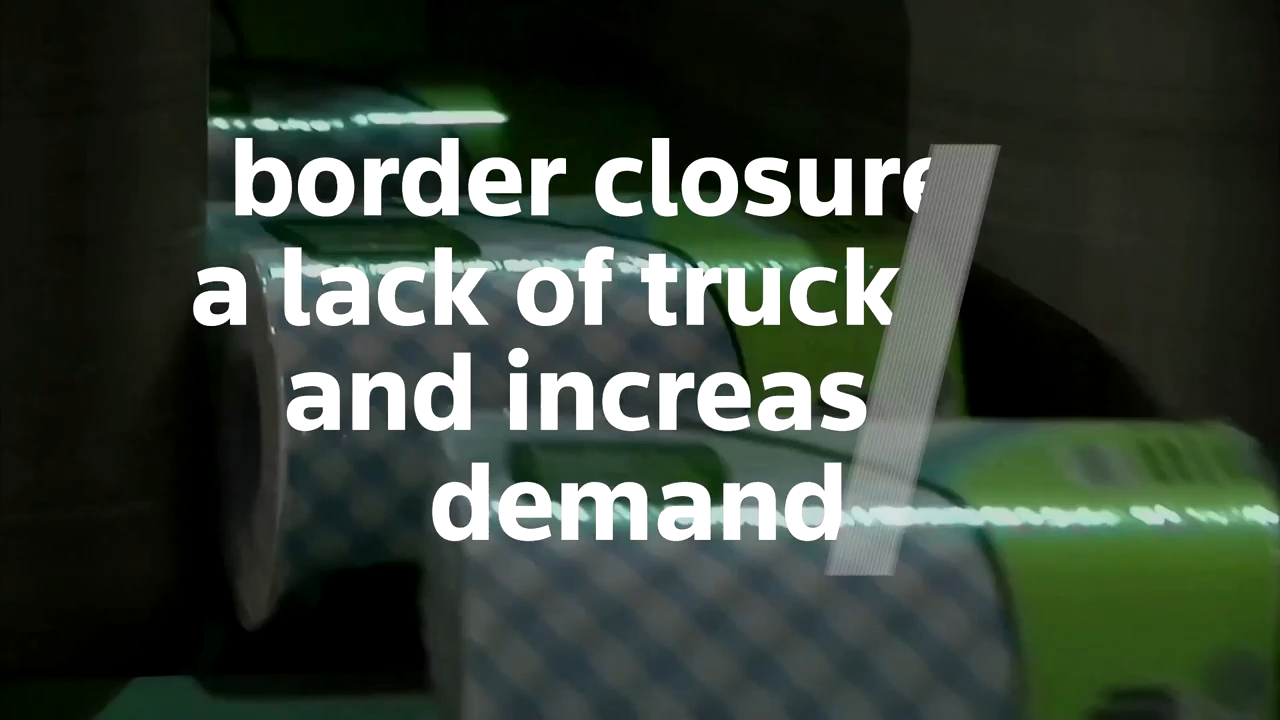 border closure
a lack of truck
and increas
demand